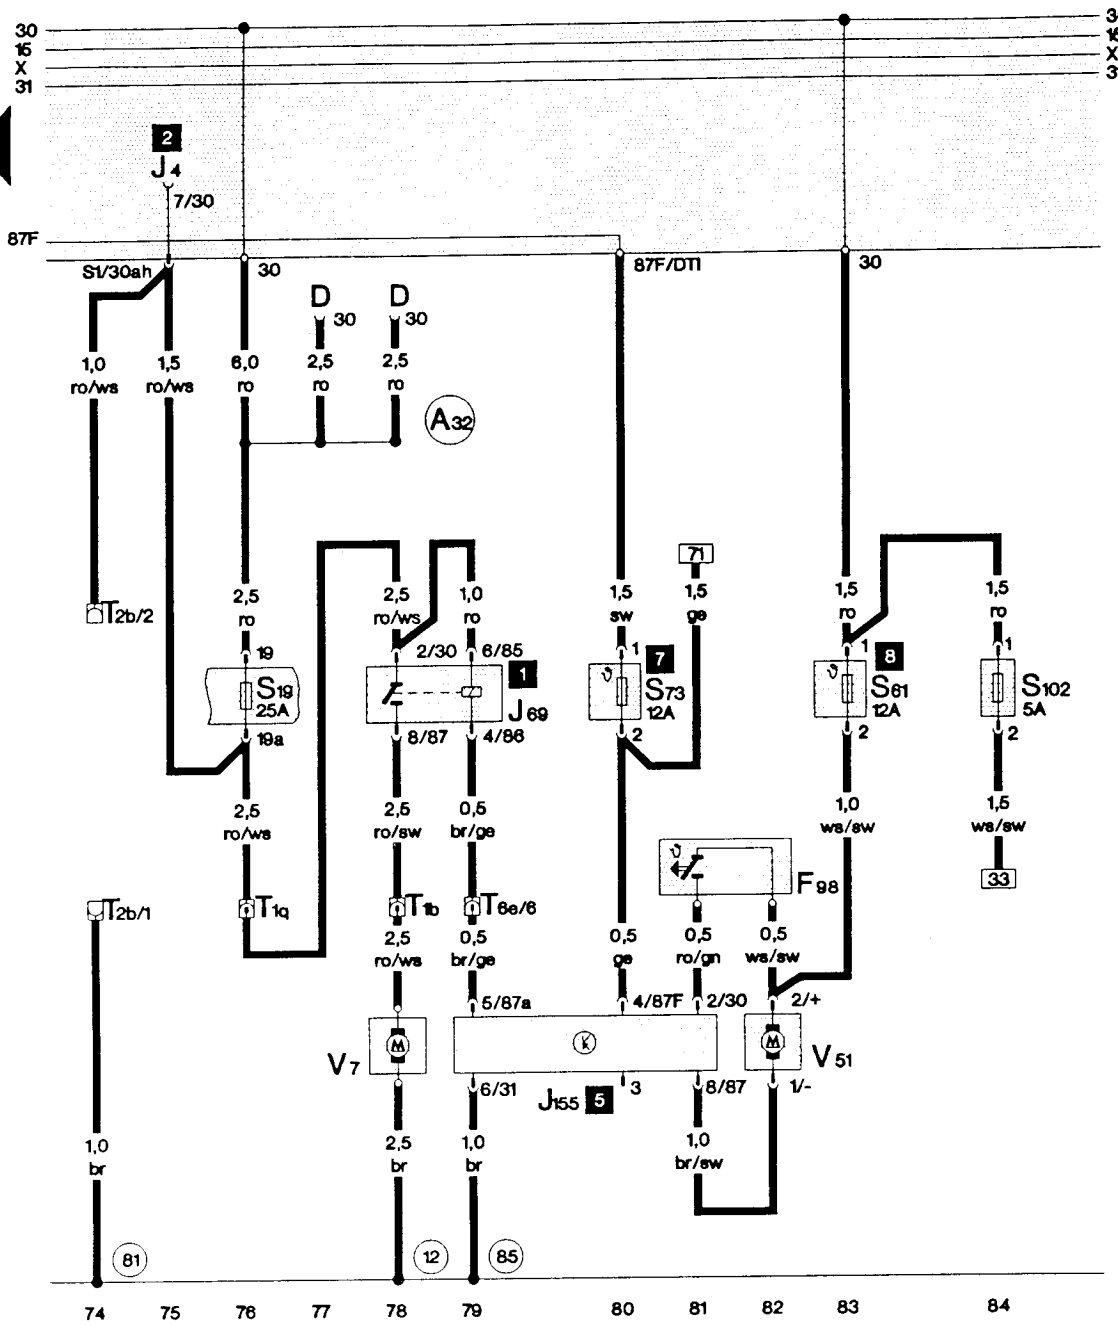 30 30
15 15
X X
31 31
2
J4
7/30
87F
S1/30ah 30 87F/DTI 30
D 30 D 30
1,0 1,5 6,0 2,5 2,5
ro/ws ro/ws ro ro ro
A32
71
2,5 2,5 1,0 1,5 1,5 1,5 1,5
ro ro/ws ro sw ge ro ro
T2b/2
19 2/30 6/85 1 7 1 8 1
S19 1 S73 S61 S102
25A J69 12A 12A 5A
19a 8/87 4/86 2 2 2
2,5 2,5 0,5 1,0 1,5
ro/ws ro/sw br/ge ws/sw ws/sw
F98 33
T2b/1 T1q T1b T6e/6
2,5 0,5 0,5 0,5 0,5
ro/ws br/ge ge ro/gn ws/sw
5/87a 4/87F 2/30 2/+
V7 M K M V51
6/31 J155 5 3 8/87 1/-
1,0 2,5 1,0 1,0
br br br br/sw
81 12 85
74 75 76 77 78 79 80 81 82 83 84